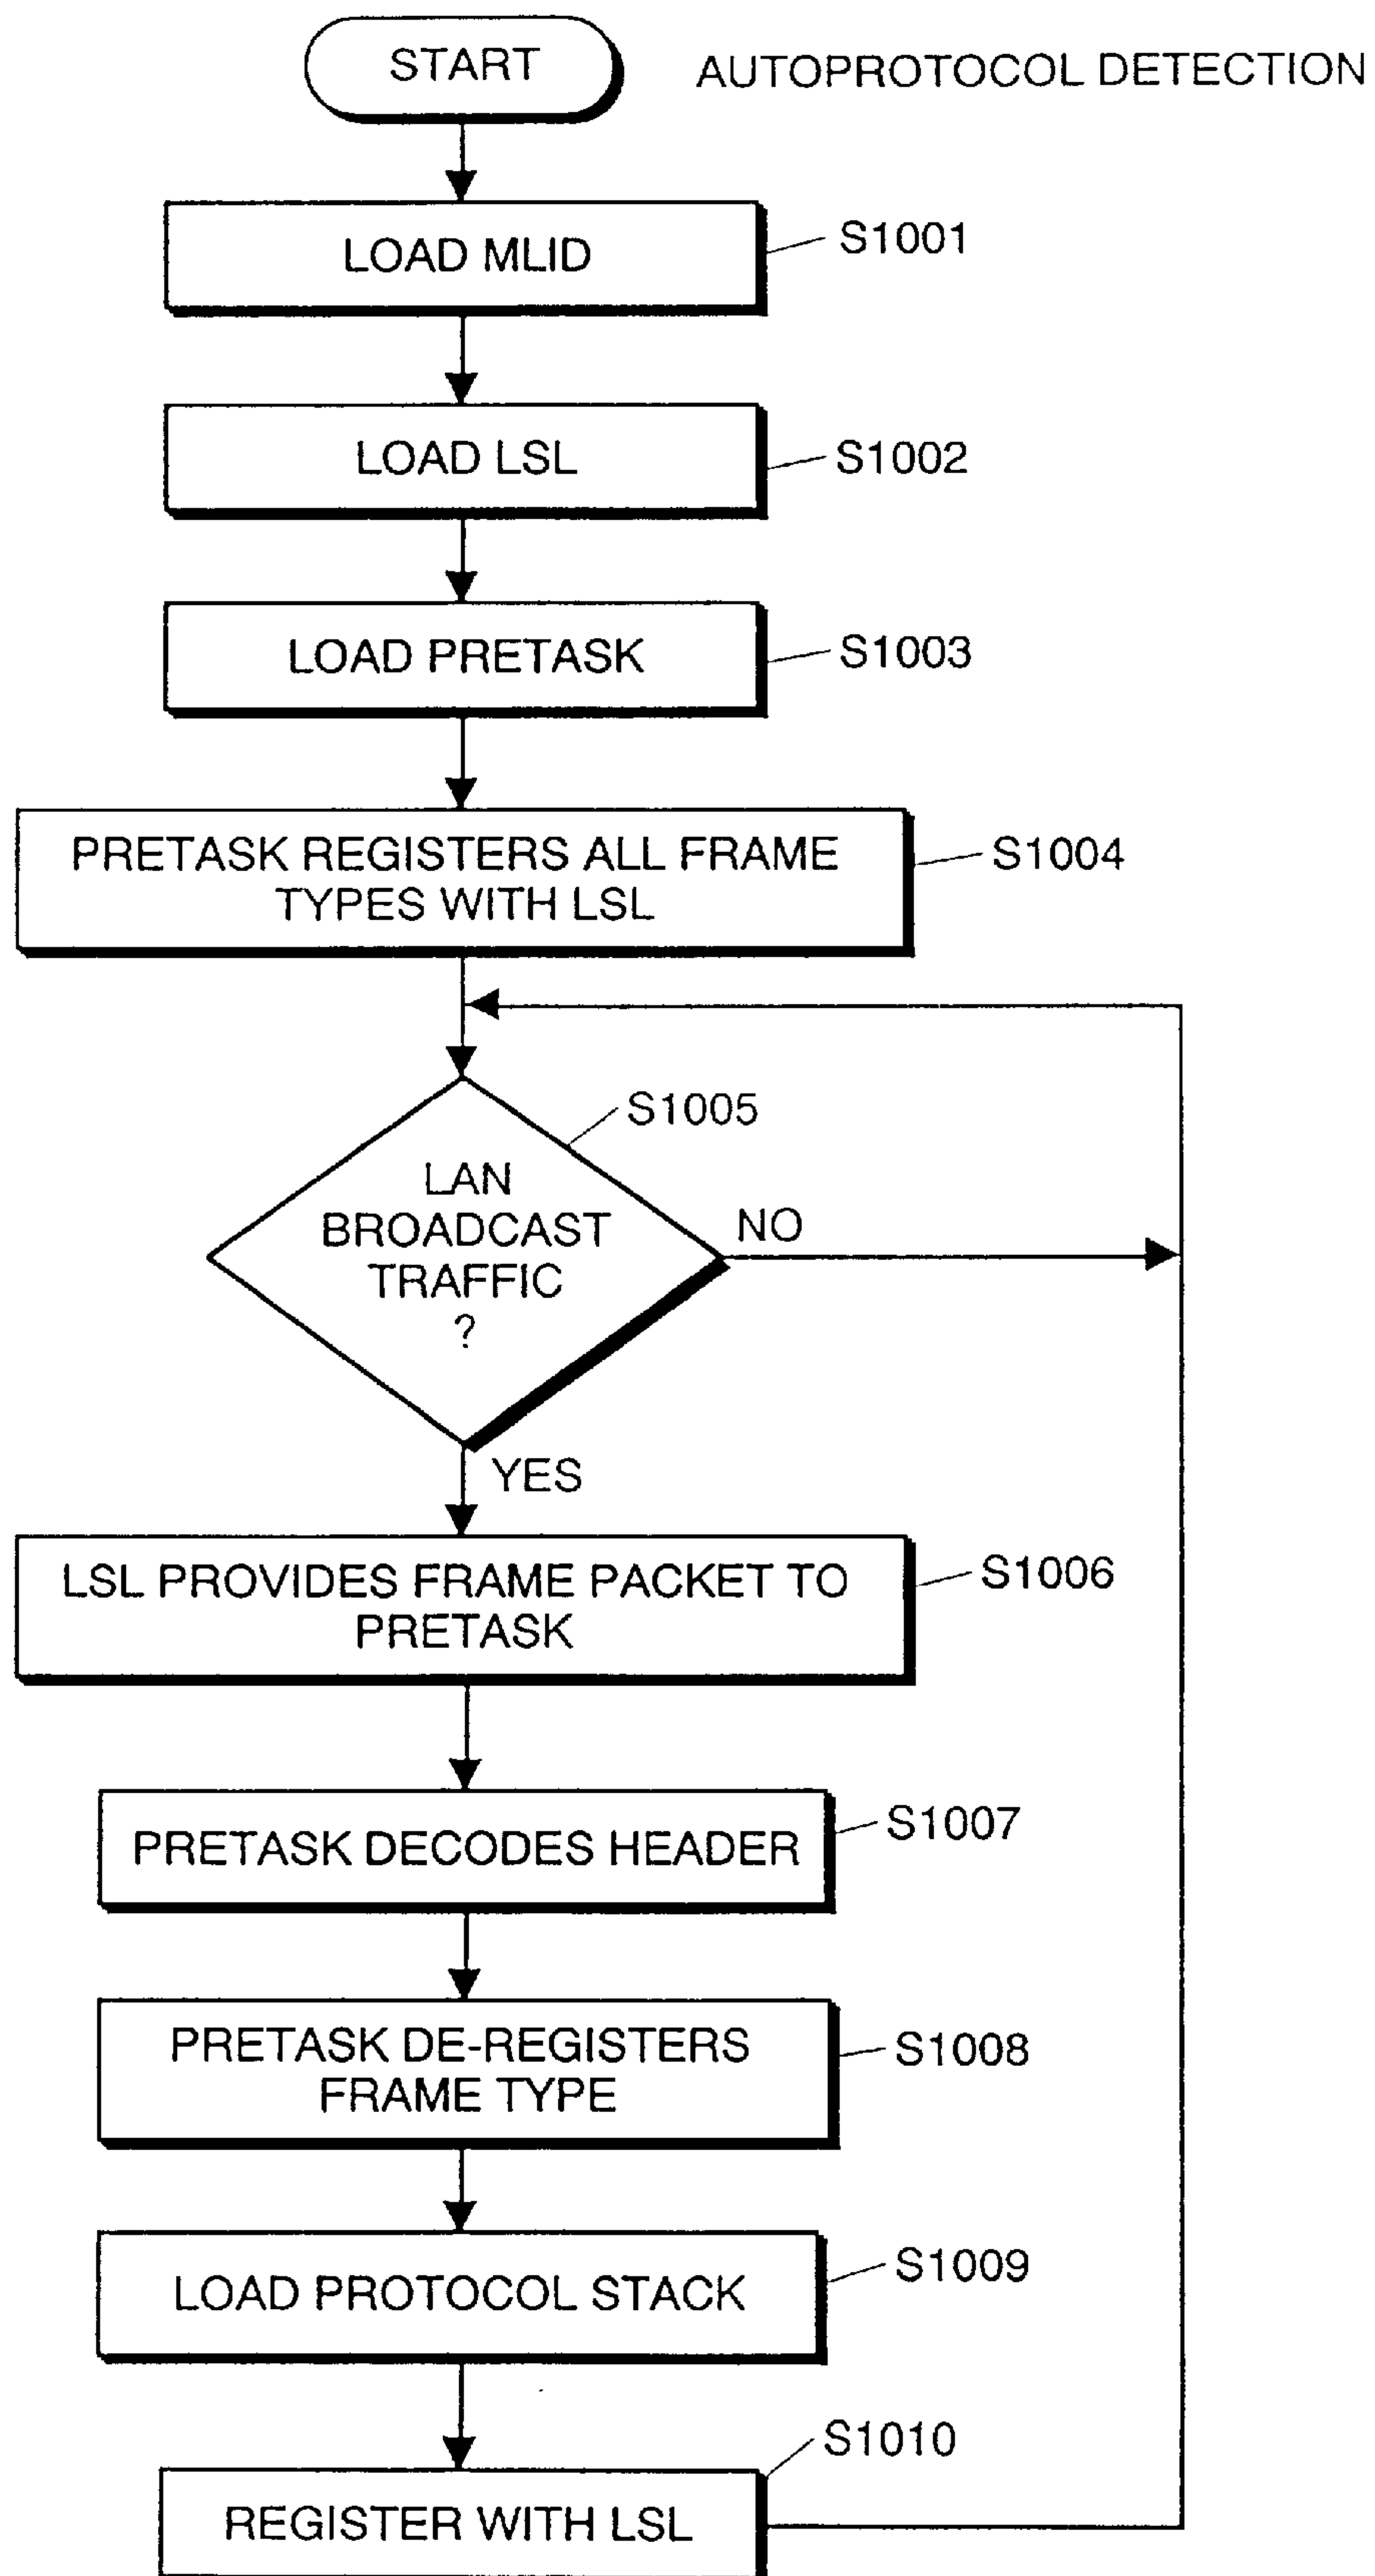 START
AUTOPROTOCOL DETECTION
LOAD MLID
S1001
LOAD LSL
S1002
LOAD PRETASK
S1003
PRETASK REGISTERS ALL FRAME
TYPES WITH LSL
S1004
S1005
LAN
BROADCAST
TRAFFIC
?
NO
YES
LSL PROVIDES FRAME PACKET TO
PRETASK
S1006
PRETASK DECODES HEADER
S1007
PRETASK DE-REGISTERS
FRAME TYPE
S1008
LOAD PROTOCOL STACK
S1009
S1010
REGISTER WITH LSL